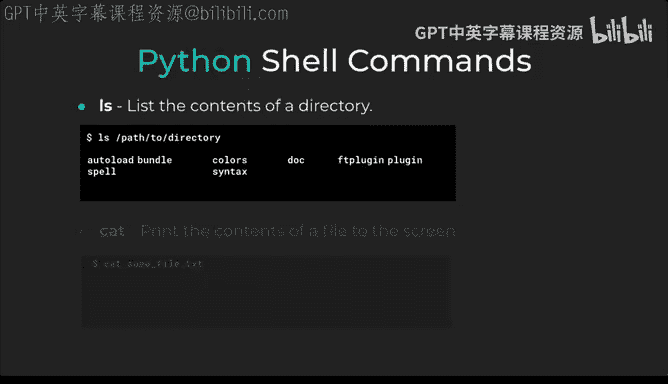 GPT中英字幕课程资源@bilibili.com
GPT中英字幕课程资源 bilibili
Python Shell Commands
ls - List the contents of a directory.
$ ls /path/to/directory
autoload bundle colors doc ftplugin plugin
spell syntax
cat - Print the contents of a file to the screen
$ cat some_file.txt